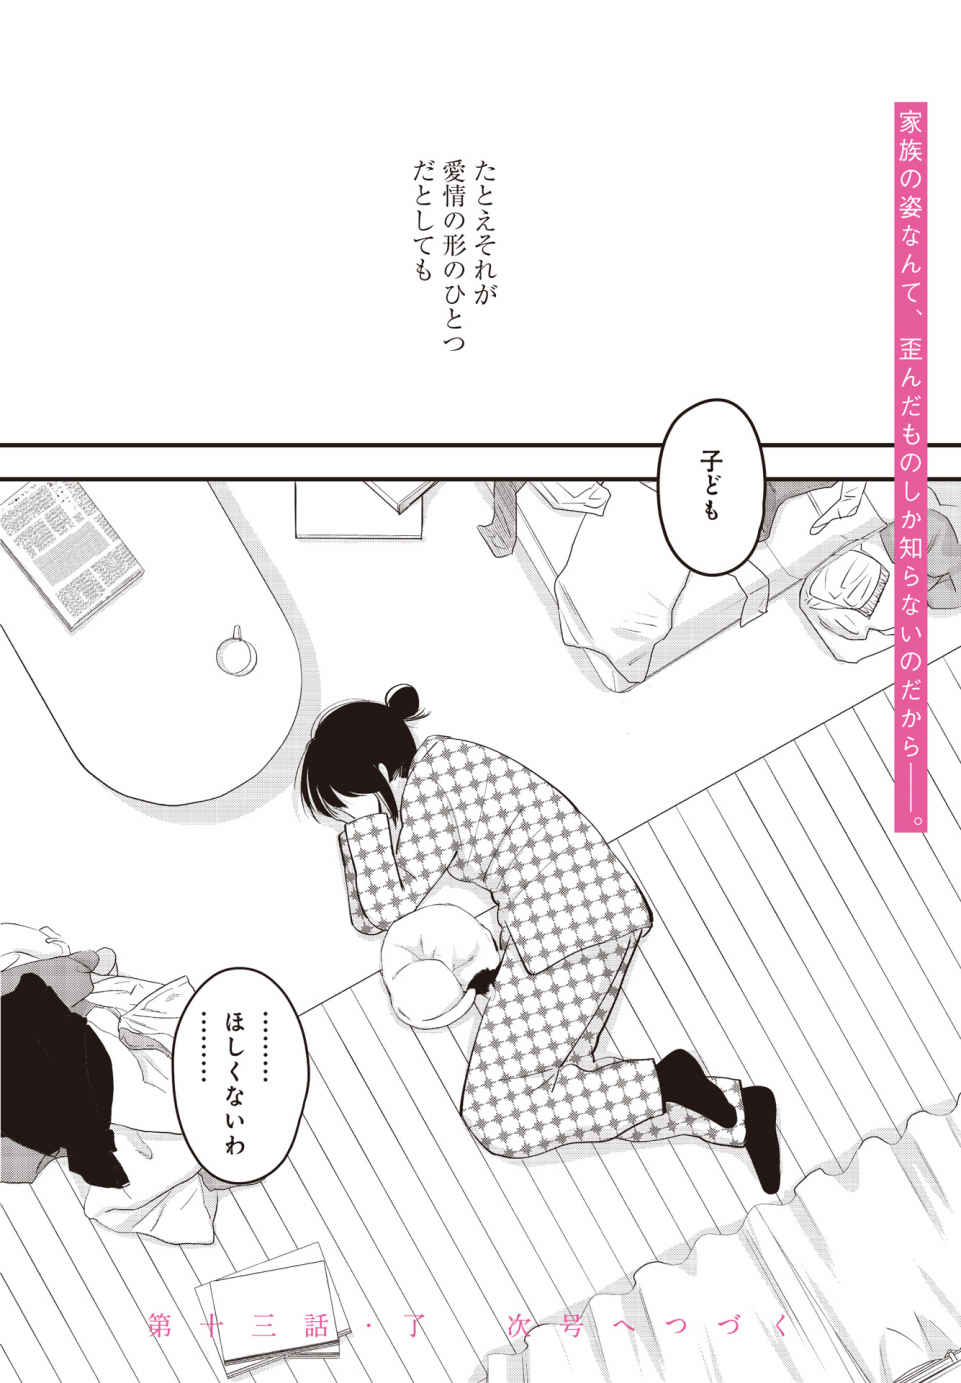 家族の姿なんて、歪んだものしか知らないのだから――。
たとえそれが
愛情の形のひとつ
だとしても
子ども
………
ほしくないわ
………
第十三話・了　次号へつづく